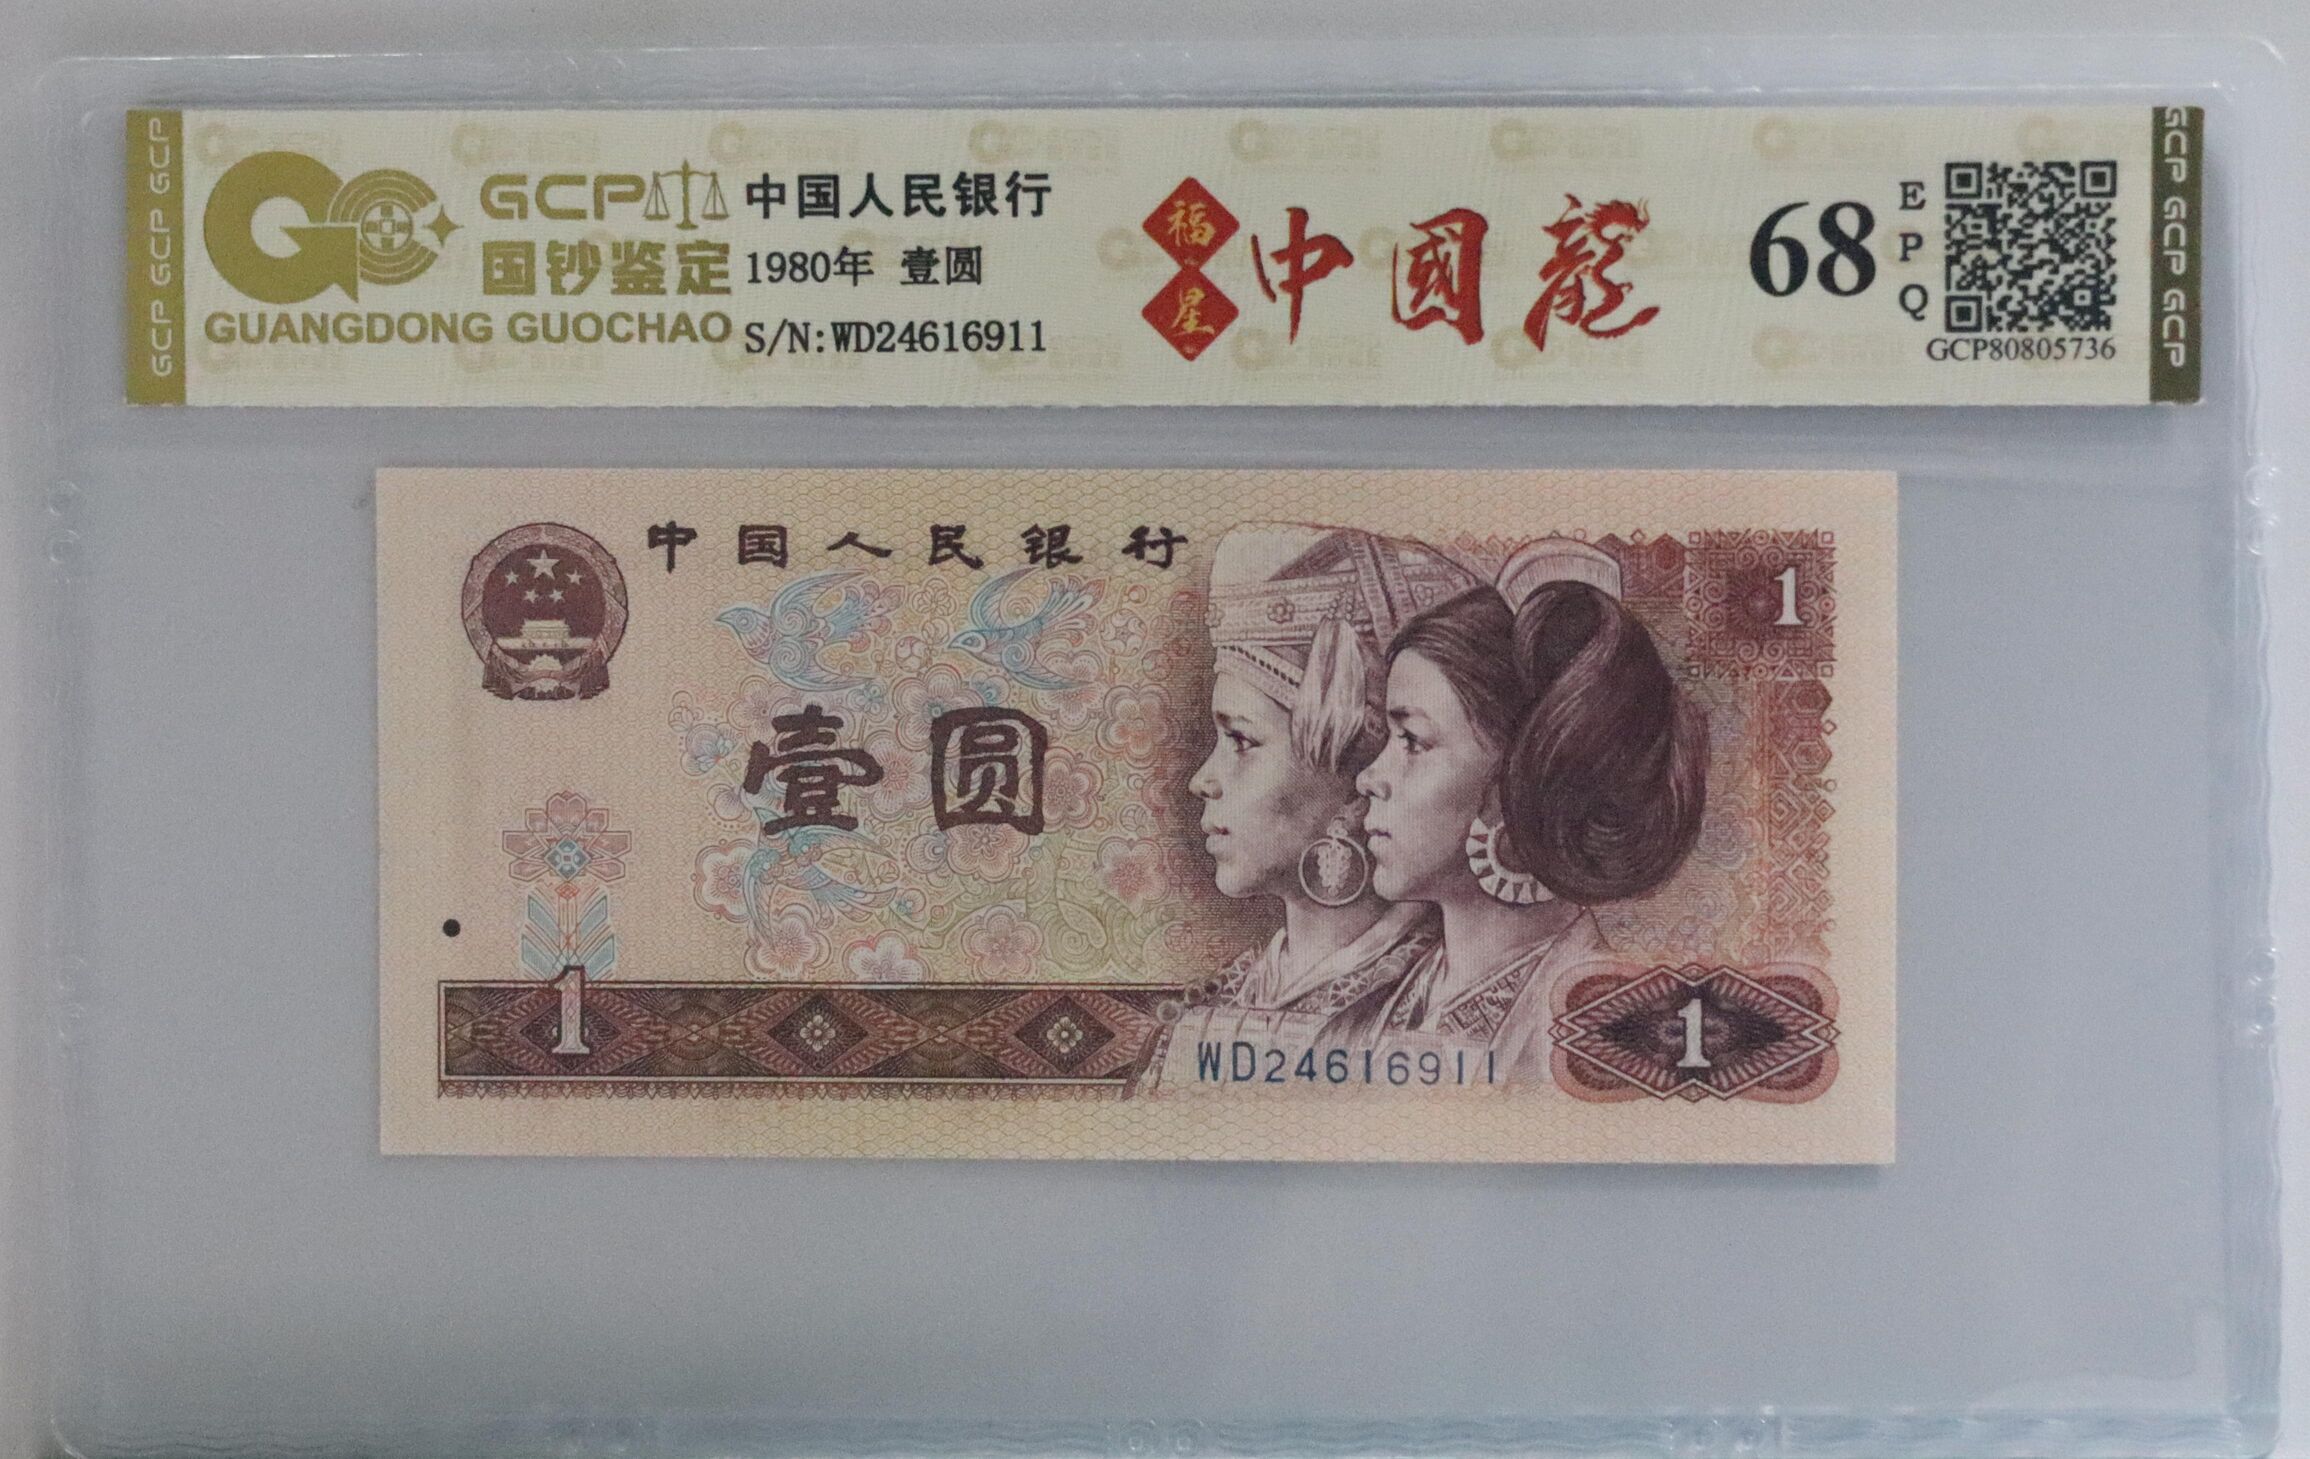 GCP GCP GCP
GCP
国钞鉴定
GUANGDONG GUOCHAO
中国人民银行
1980年 壹圆
S/N:WD24616911
福星
中國龍
68
EPQ
GCP80805736
GCP GCP GCP
中国人民银行
1
壹圆
1
WD24616911
1